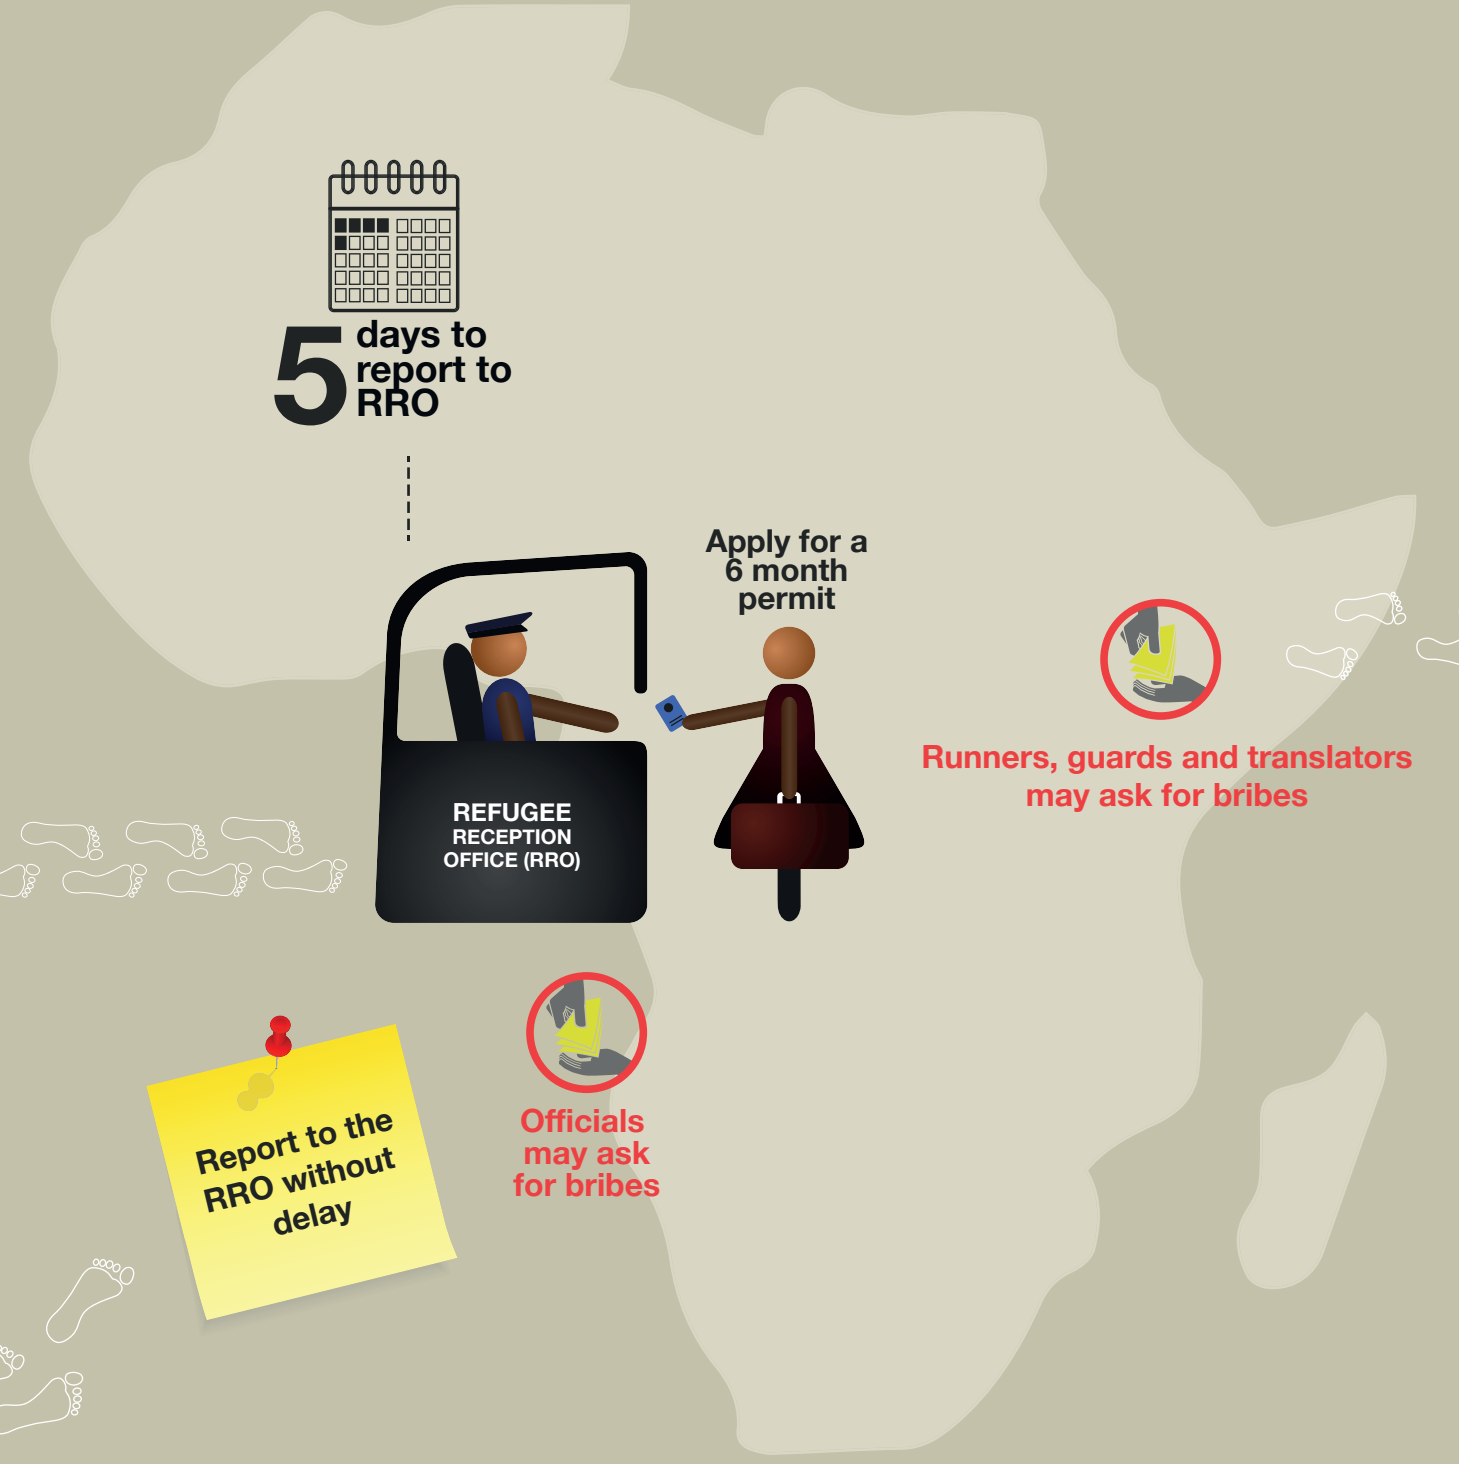 5 days to
report to
RRO
Apply for a
6 month
permit
Runners, guards and translators
may ask for bribes
REFUGEE
RECEPTION
OFFICE (RRO)
Officials
may ask
for bribes
Report to the
RRO without
delay